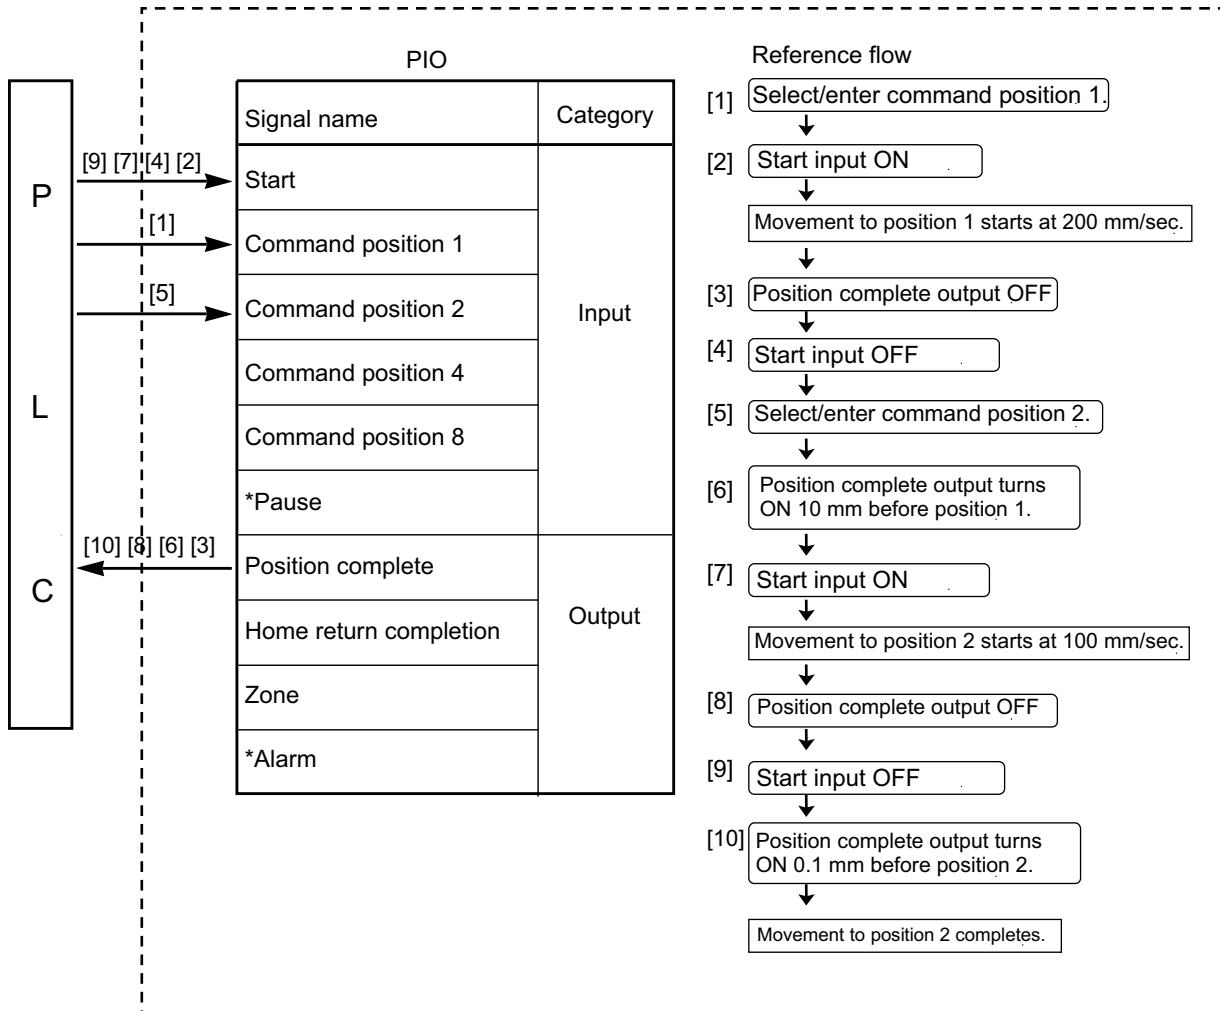 PIO
Signal name
Category
[9] [7] [4] [2]
Start
[1]
Command position 1
[5]
Command position 2
Input
Command position 4
Command position 8
*Pause
[10] [8] [6] [3]
Position complete
Output
Home return completion
Zone
*Alarm
P
L
C
Reference flow
[1] Select/enter command position 1.
[2] Start input ON
Movement to position 1 starts at 200 mm/sec.
[3] Position complete output OFF
[4] Start input OFF
[5] Select/enter command position 2.
[6] Position complete output turns
ON 10 mm before position 1.
[7] Start input ON
Movement to position 2 starts at 100 mm/sec.
[8] Position complete output OFF
[9] Start input OFF
[10] Position complete output turns
ON 0.1 mm before position 2.
Movement to position 2 completes.